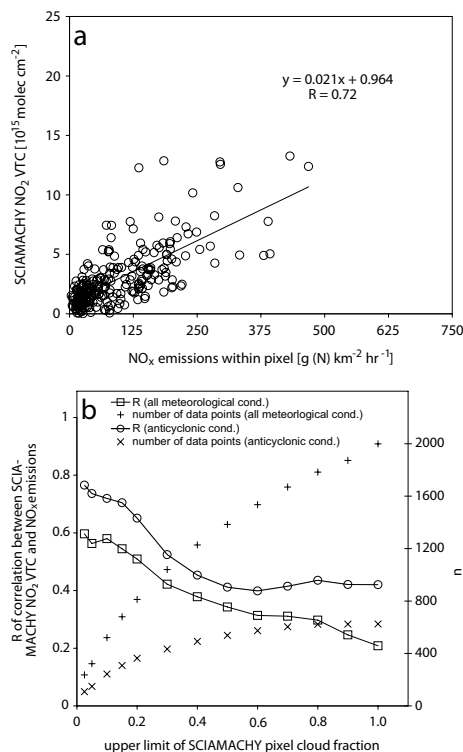 a
y = 0.021x + 0.964
R = 0.72
SCIAMACHY NO2 VTC [10^15 molec cm^-2]
25
20
15
10
5
0
0 125 250 375 500 625 750
NOx emissions within pixel [g (N) km^-2 hr^-1]
b
R (all meteorological cond.)
number of data points (all meteorological cond.)
R (anticyclonic cond.)
number of data points (anticyclonic cond.)
R of correlation between SCIA-
MACHY NO2 VTC and NOxemissions
1
0.8
0.6
0.4
0.2
0
2000
1600
1200
800
400
0
n
0 0.2 0.4 0.6 0.8 1.0
upper limit of SCIAMACHY pixel cloud fraction